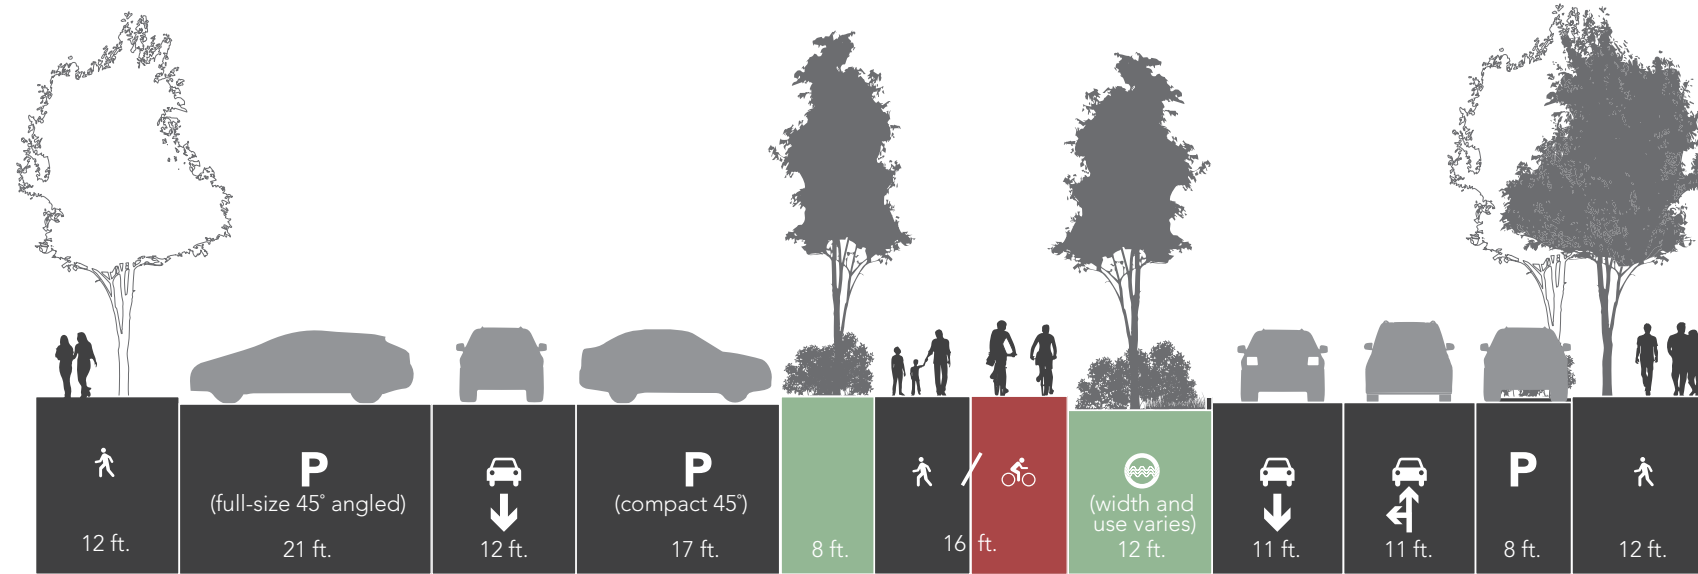 P
(full-size 45° angled)
P
(compact 45°)
(width and
use varies)
P
12 ft.
21 ft.
12 ft.
17 ft.
8 ft.
16 ft.
12 ft.
11 ft.
11 ft.
8 ft.
12 ft.